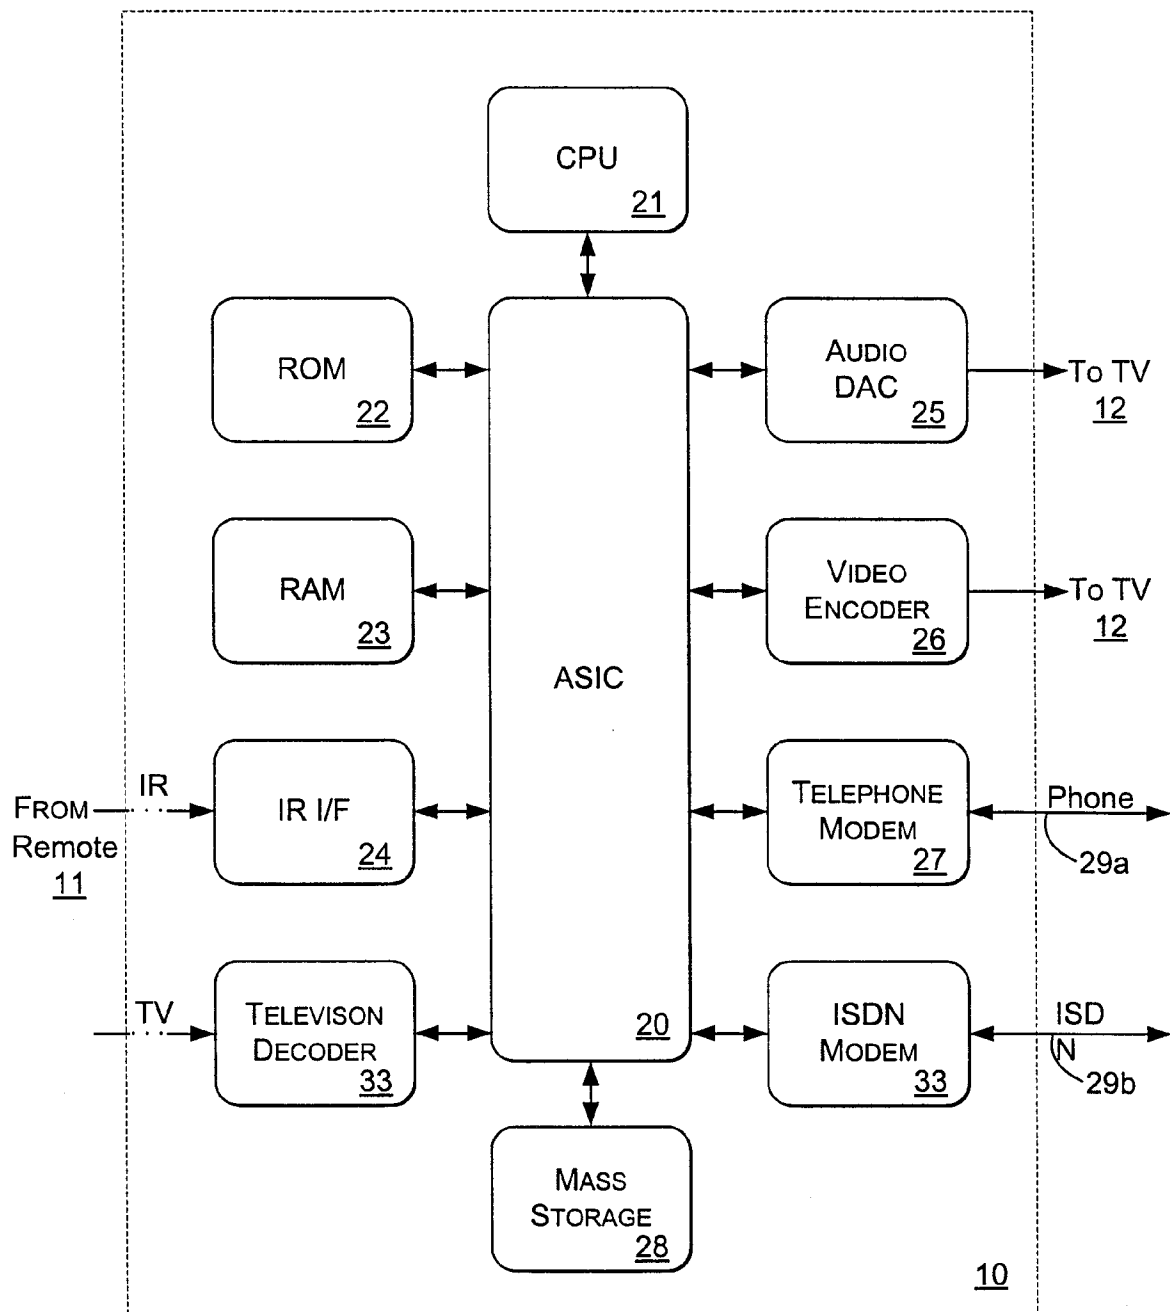 CPU
21
ROM
22
AUDIO
DAC
25
TO TV
12
RAM
23
VIDEO
ENCODER
26
TO TV
12
ASIC
20
IR
FROM
Remote
11
IR I/F
24
TELEPHONE
MODEM
27
Phone
29a
TV
TELEVISON
DECODER
33
ISDN
MODEM
33
ISD
N
29b
MASS
STORAGE
28
10